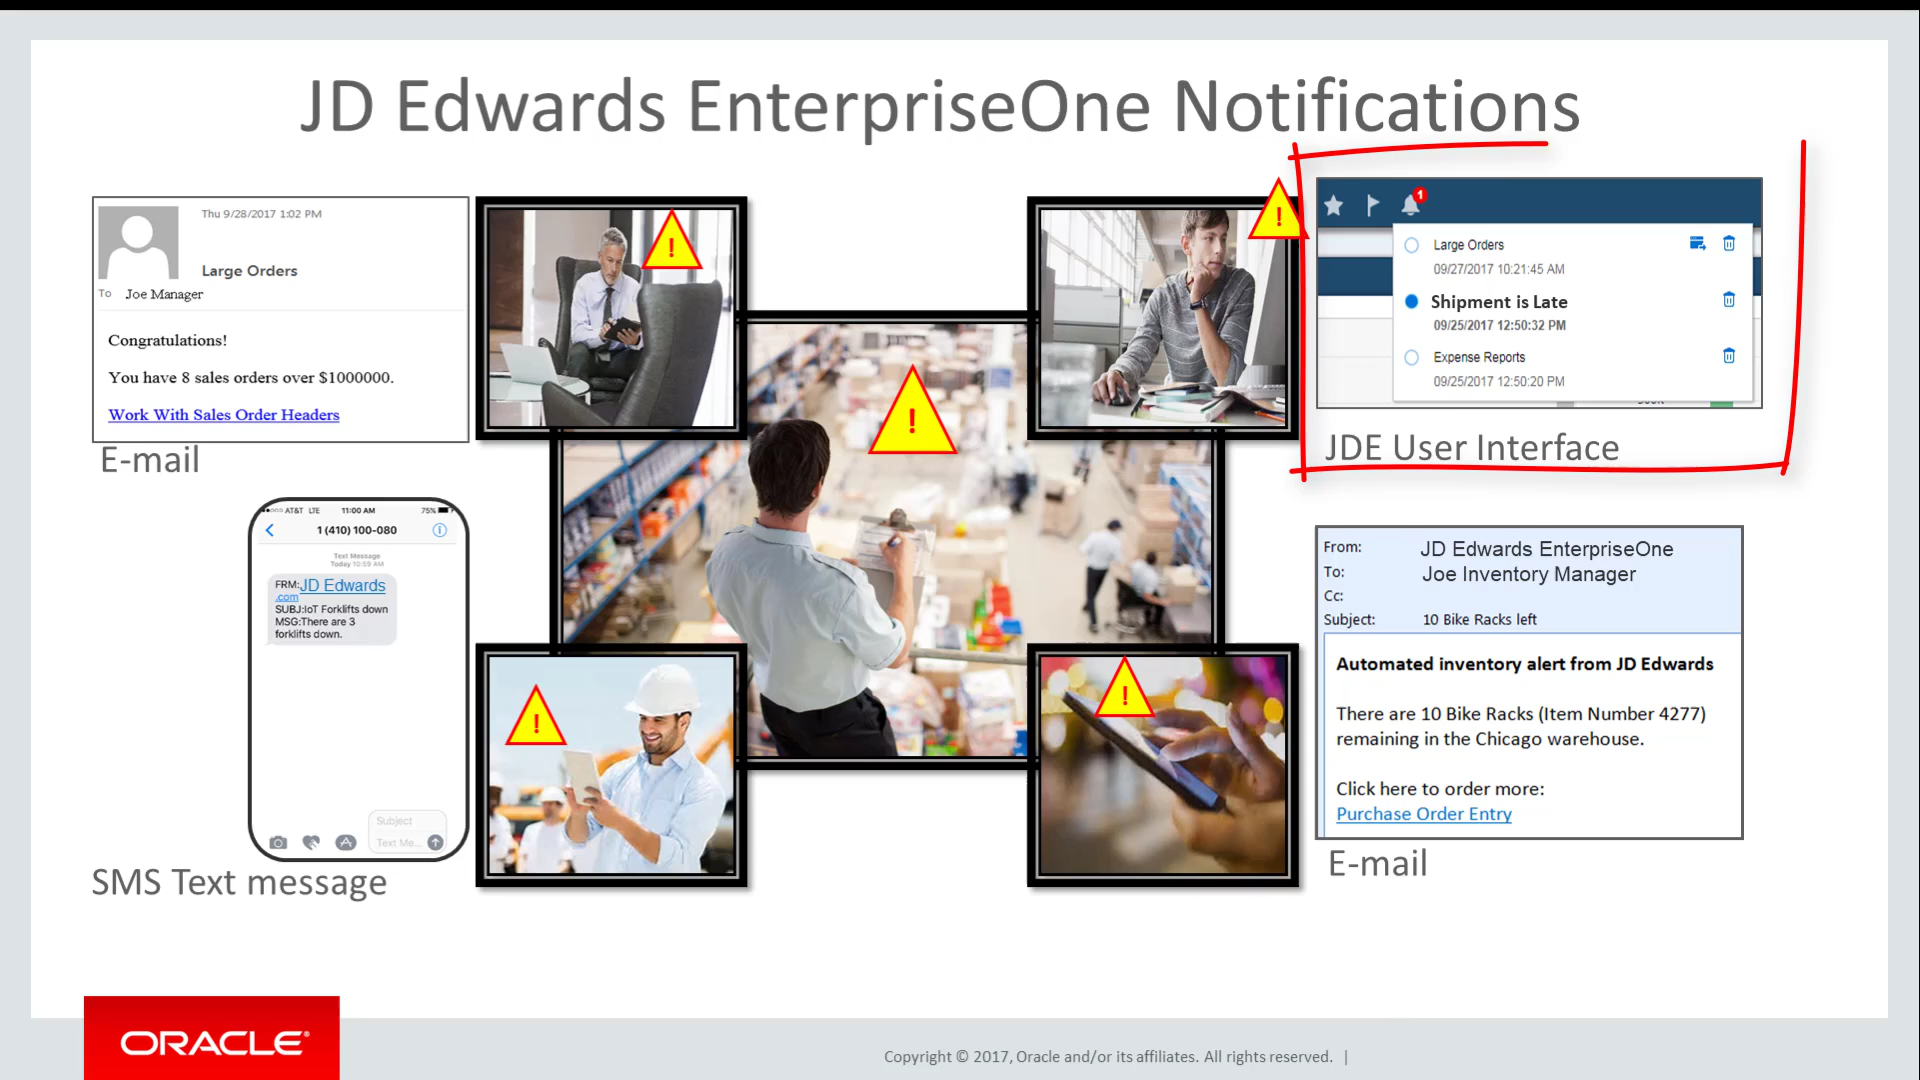 JD Edwards EnterpriseOne Notifications
Thu 9/28/2017 1:02 PM
Large Orders
To Joe Manager
Congratulations!
You have 8 sales orders over $1000000.
Work With Sales Order Headers
E-mail
AT&T LTE 11:00 AM 75%
1 (410) 100-080
Text Message
Today 10:59 AM
FRM:JD Edwards
.com
SUBJ:IoT Forklifts down
MSG:There are 3
forklifts down.
Subject
Text Me...
SMS Text message
!
!
!
!
!
1
Large Orders
09/27/2017 10:21:45 AM
Shipment is Late
09/25/2017 12:50:32 PM
Expense Reports
09/25/2017 12:50:20 PM
JDE User Interface
From: JD Edwards EnterpriseOne
To: Joe Inventory Manager
Cc:
Subject: 10 Bike Racks left
Automated inventory alert from JD Edwards
There are 10 Bike Racks (Item Number 4277)
remaining in the Chicago warehouse.
Click here to order more:
Purchase Order Entry
E-mail
ORACLE®
Copyright © 2017, Oracle and/or its affiliates. All rights reserved. |